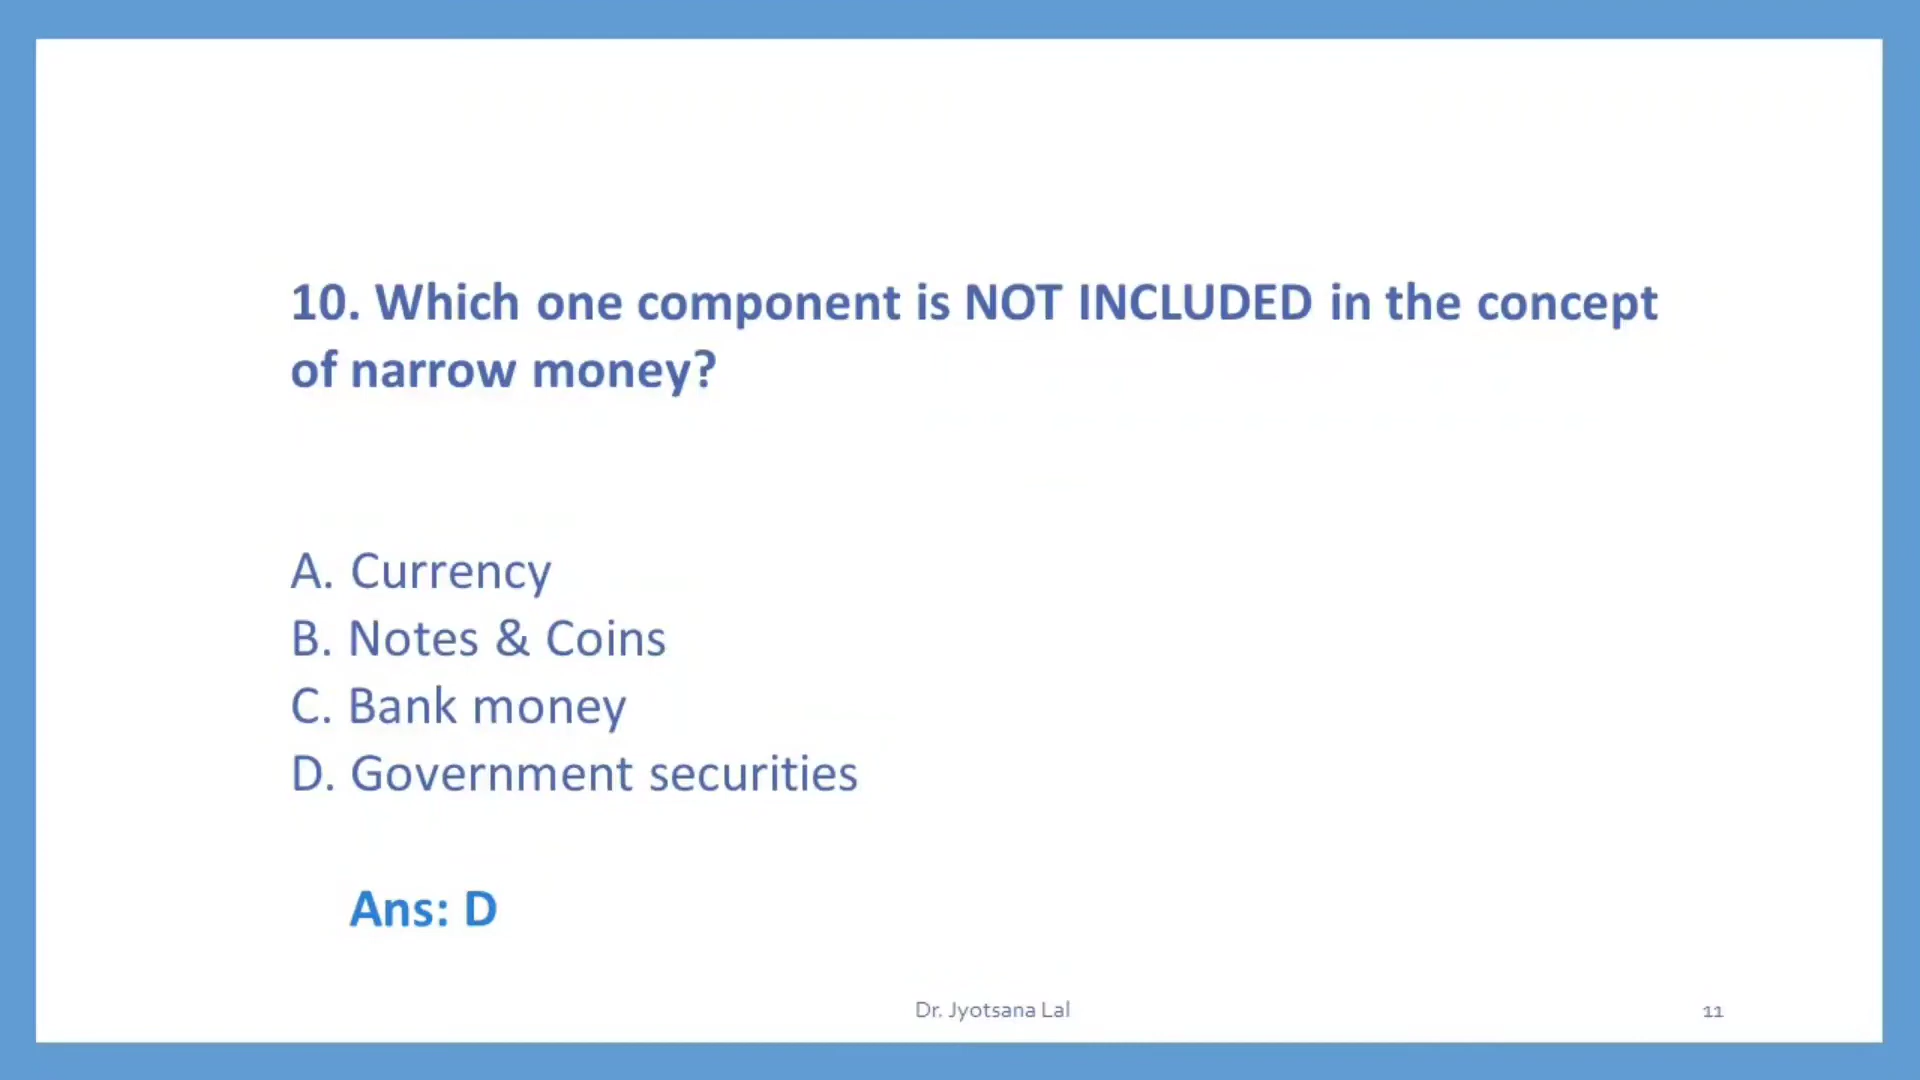 10. Which one component is NOT INCLUDED in the concept
of narrow money?
A. Currency
B. Notes & Coins
C. Bank money
D. Government securities
Ans: D
Dr. Jyotsana Lal
11